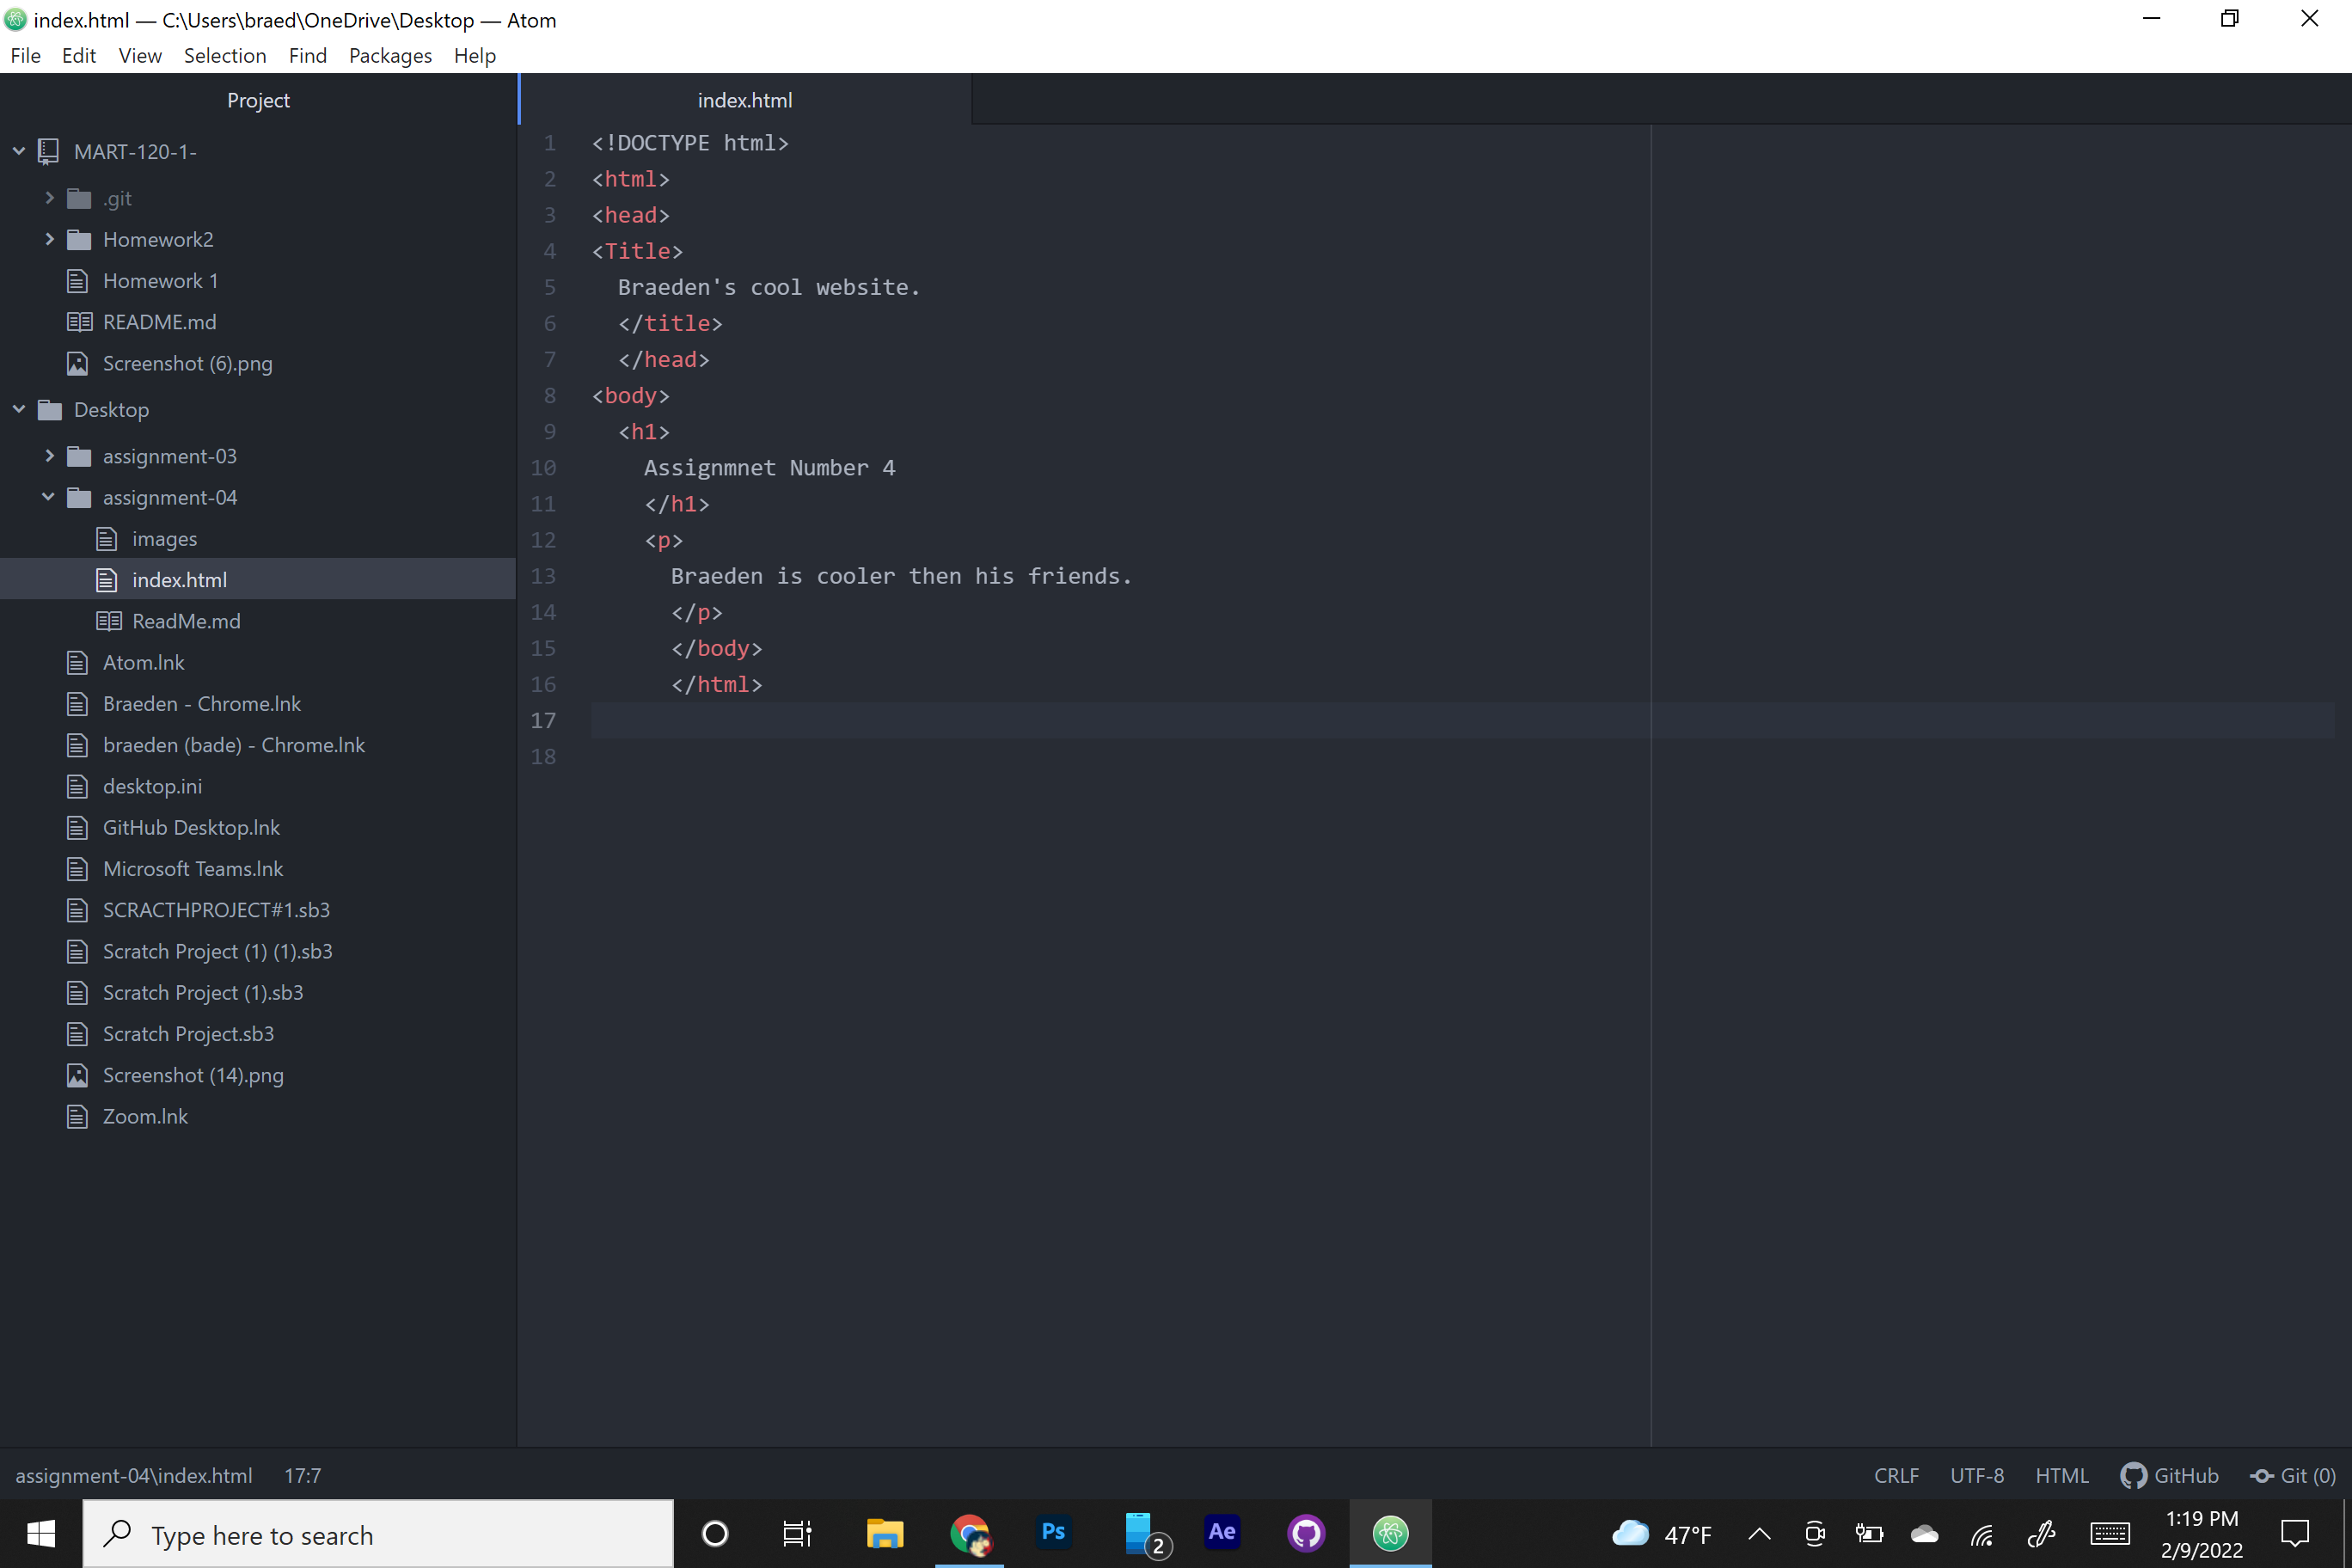 index.html — C:\Users\braed\OneDrive\Desktop — Atom
File Edit View Selection Find Packages Help
Project
MART-120-1-
.git
Homework2
Homework 1
README.md
Screenshot (6).png
Desktop
assignment-03
assignment-04
images
index.html
ReadMe.md
Atom.lnk
Braeden - Chrome.lnk
braeden (bade) - Chrome.lnk
desktop.ini
GitHub Desktop.lnk
Microsoft Teams.lnk
SCRACTHPROJECT#1.sb3
Scratch Project (1) (1).sb3
Scratch Project (1).sb3
Scratch Project.sb3
Screenshot (14).png
Zoom.lnk
index.html
1 <!DOCTYPE html>
2 <html>
3 <head>
4 <Title>
5 Braeden's cool website.
6 </title>
7 </head>
8 <body>
9 <h1>
10 Assignmnet Number 4
11 </h1>
12 <p>
13 Braeden is cooler then his friends.
14 </p>
15 </body>
16 </html>
17
18
assignment-04\index.html 17:7 CRLF UTF-8 HTML GitHub Git (0)
Type here to search Ps 2 Ae 47°F 1:19 PM
2/9/2022